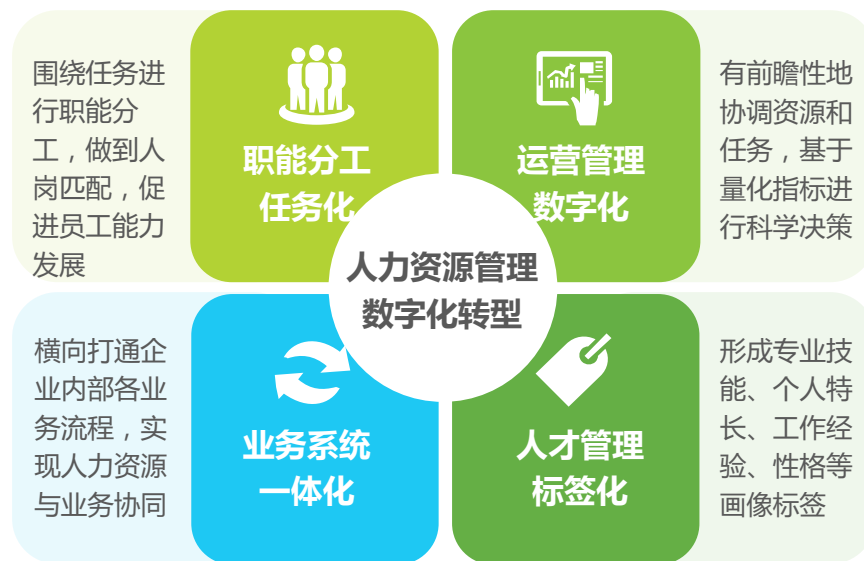 围绕任务进
行职能分
工，做到人
岗匹配，促
进员工能力
发展
职能分工
任务化
运营管理
数字化
有前瞻性地
协调资源和
任务，基于
量化指标进
行科学决策
人力资源管理
数字化转型
横向打通企
业内部各业
务流程，实
现人力资源
与业务协同
业务系统
一体化
人才管理
标签化
形成专业技
能、个人特
长、工作经
验、性格等
画像标签